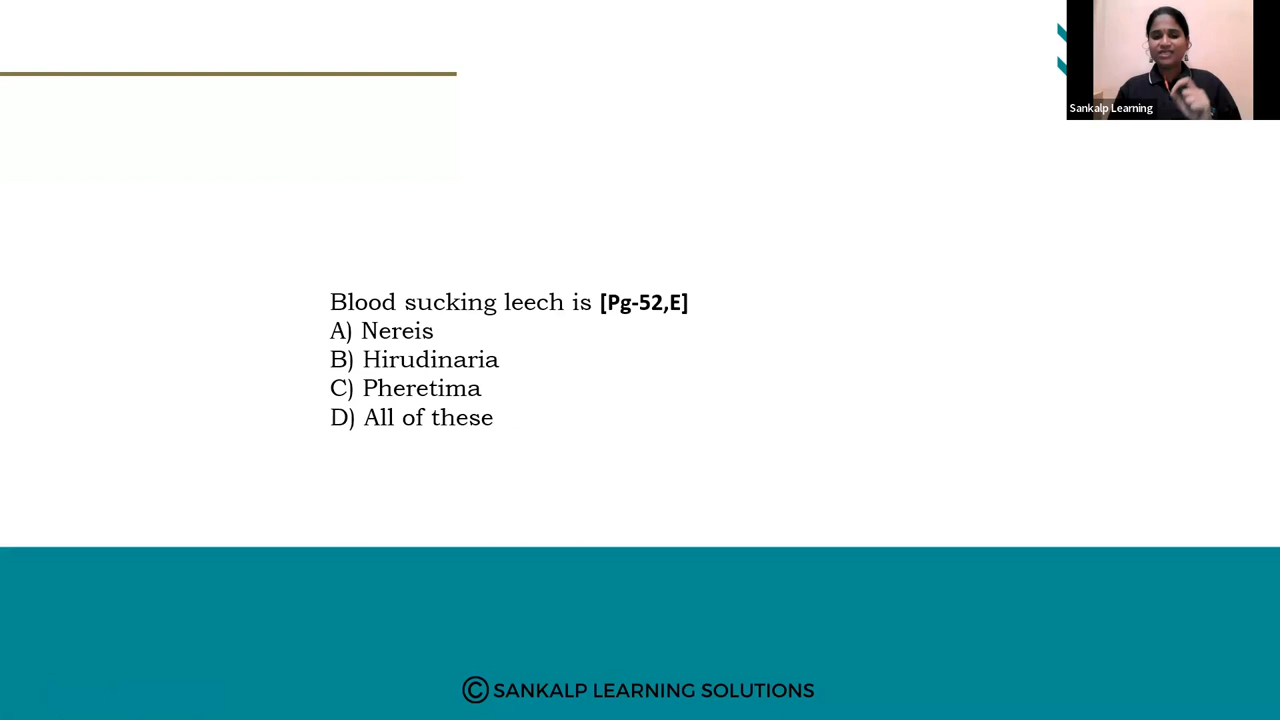 Sankalp Learning
Blood sucking leech is [Pg-52,E]
A) Nereis
B) Hirudinaria
C) Pheretima
D) All of these
© SANKALP LEARNING SOLUTIONS